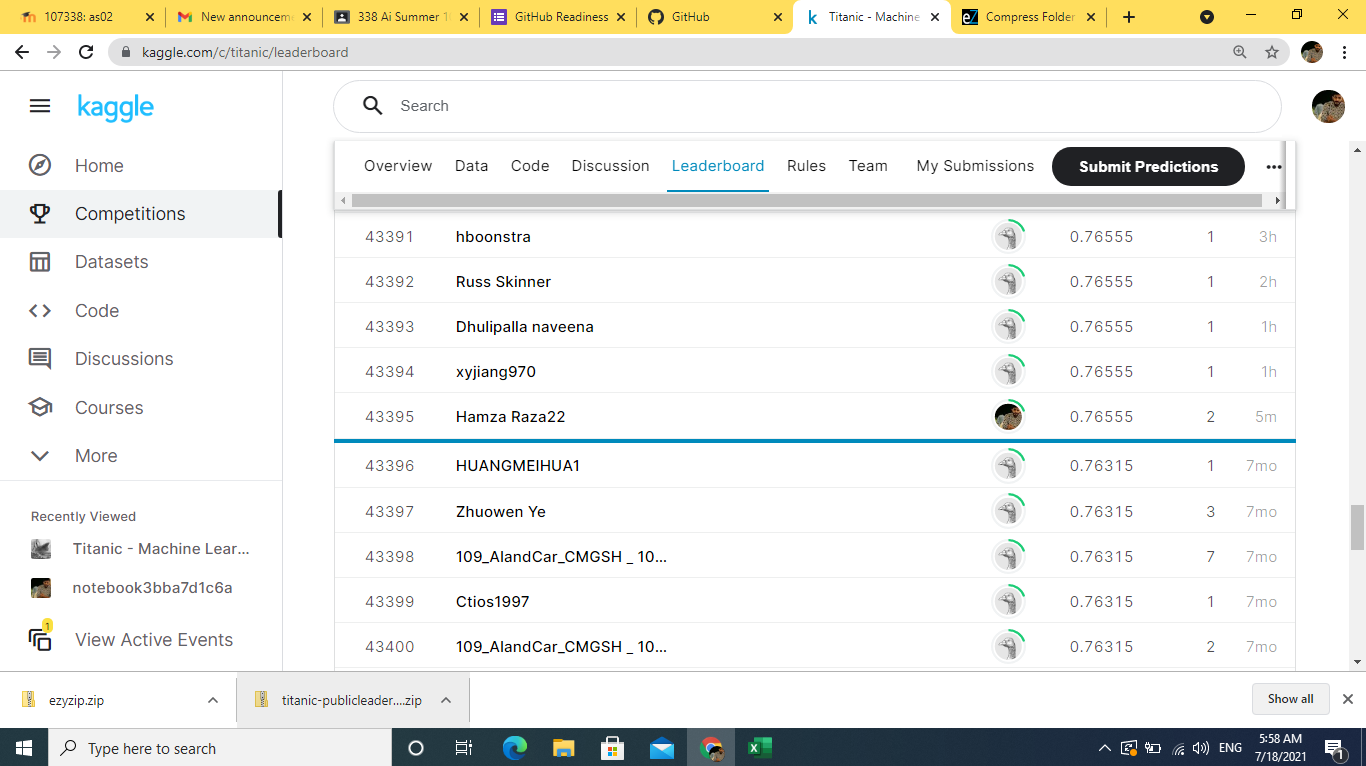 107338: as02
New announcem
338 Ai Summer 1
GitHub Readiness
GitHub
Titanic - Machine
Compress Folder
kaggle.com/c/titanic/leaderboard
kaggle
Search
Home
Competitions
Datasets
Code
Discussions
Courses
More
Recently Viewed
Titanic - Machine Lear...
notebook3bba7d1c6a
1
View Active Events
Overview Data Code Discussion Leaderboard Rules Team My Submissions Submit Predictions
43391 hboonstra 0.76555 1 3h
43392 Russ Skinner 0.76555 1 2h
43393 Dhulipalla naveena 0.76555 1 1h
43394 xyjiang970 0.76555 1 1h
43395 Hamza Raza22 0.76555 2 5m
43396 HUANGMEIHUA1 0.76315 1 7mo
43397 Zhuowen Ye 0.76315 3 7mo
43398 109_AlandCar_CMGSH _ 10... 0.76315 7 7mo
43399 Ctios1997 0.76315 1 7mo
43400 109_AlandCar_CMGSH _ 10... 0.76315 2 7mo
ezyzip.zip
titanic-publicleader....zip
Show all
Type here to search
ENG
5:58 AM
7/18/2021
1